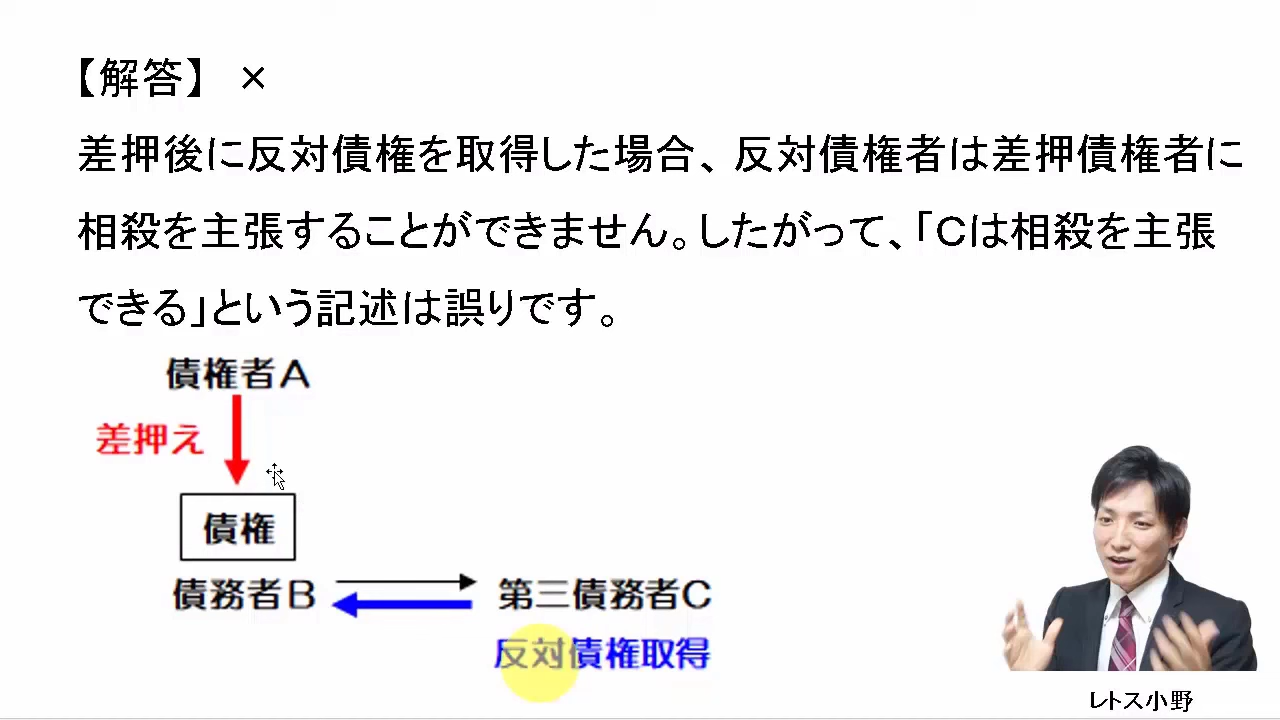 【解答】 ×
差押後に反対債権を取得した場合、反対債権者は差押債権者に
相殺を主張することができません。したがって、「Cは相殺を主張
できる」という記述は誤りです。
債権者A
差押え
債権
債務者B
第三債務者C
反対債権取得
レトス小野